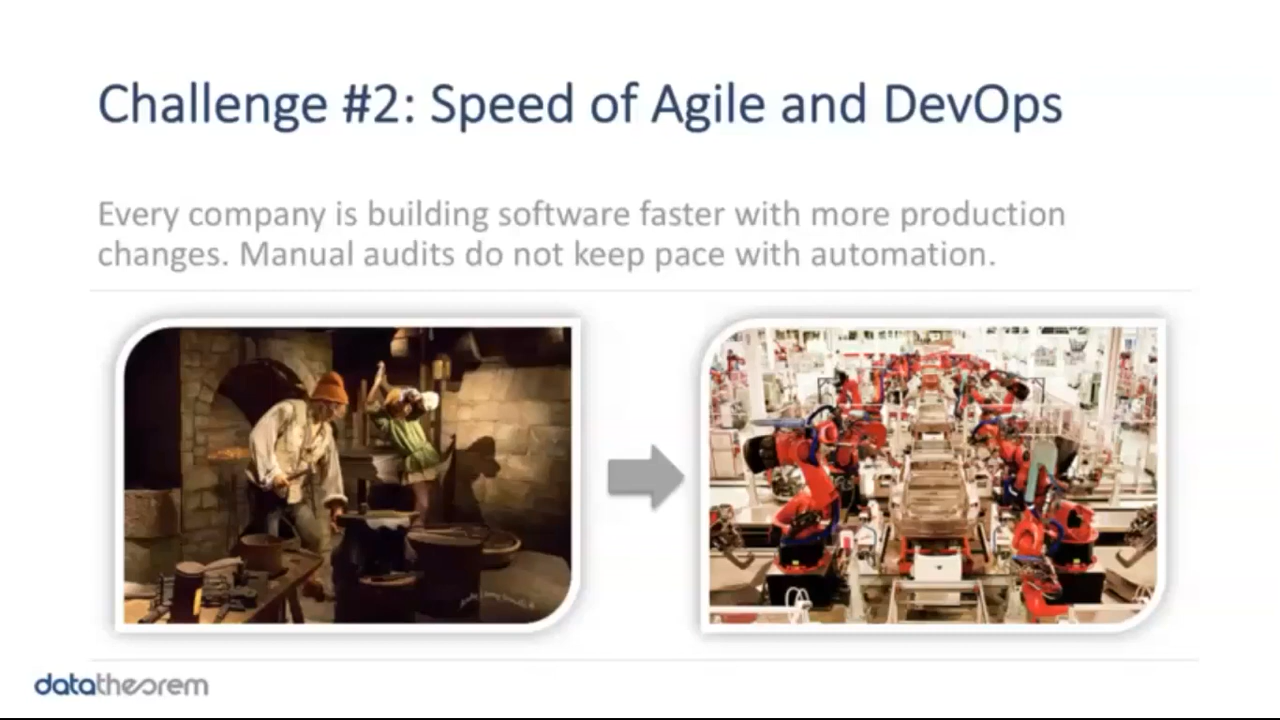 Challenge #2: Speed of Agile and DevOps
Every company is building software faster with more production
changes. Manual audits do not keep pace with automation.
datatheorem